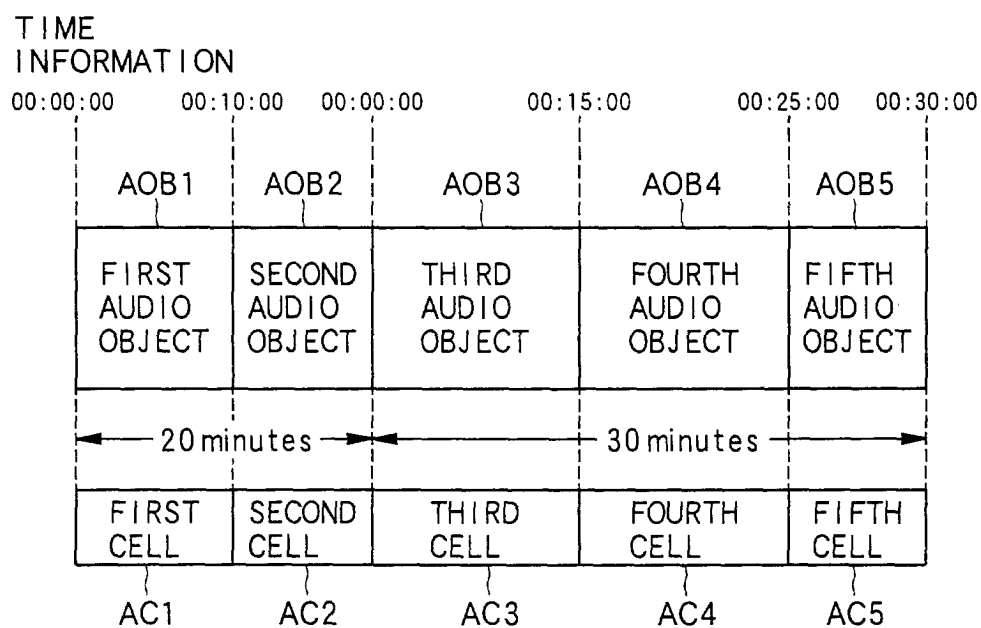 TIME
INFORMATION
00:00:00 00:10:00 00:00:00 00:15:00 00:25:00 00:30:00
AOB1 AOB2 AOB3 AOB4 AOB5
FIRST SECOND THIRD FOURTH FIFTH
AUDIO AUDIO AUDIO AUDIO AUDIO
OBJECT OBJECT OBJECT OBJECT OBJECT
20 minutes 30 minutes
FIRST SECOND THIRD FOURTH FIFTH
CELL CELL CELL CELL CELL
AC1 AC2 AC3 AC4 AC5